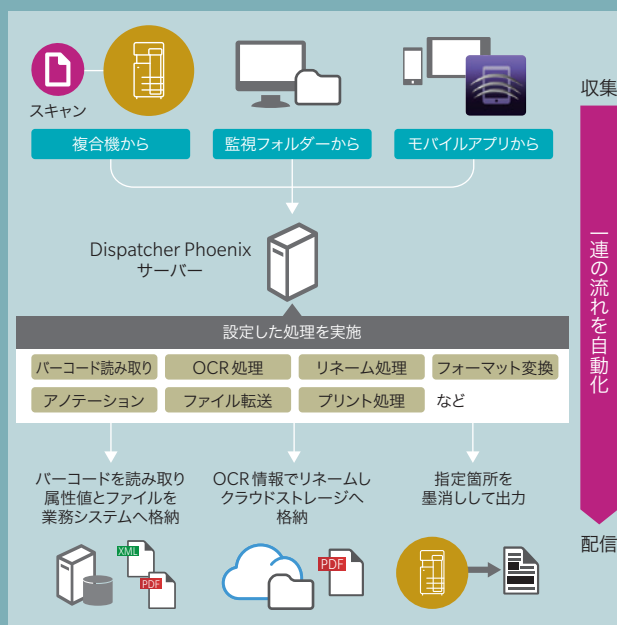 スキャン
収集
複合機から
監視フォルダーから
モバイルアプリから
一連の流れを自動化
Dispatcher Phoenix
サーバー
設定した処理を実施
バーコード読み取り
OCR処理
リネーム処理
フォーマット変換
アノテーション
ファイル転送
プリント処理
など
バーコードを読み取り
属性値とファイルを
業務システムへ格納
OCR情報でリネームし
クラウドストレージへ
格納
指定箇所を
墨消しして出力
配信
XML
PDF
PDF